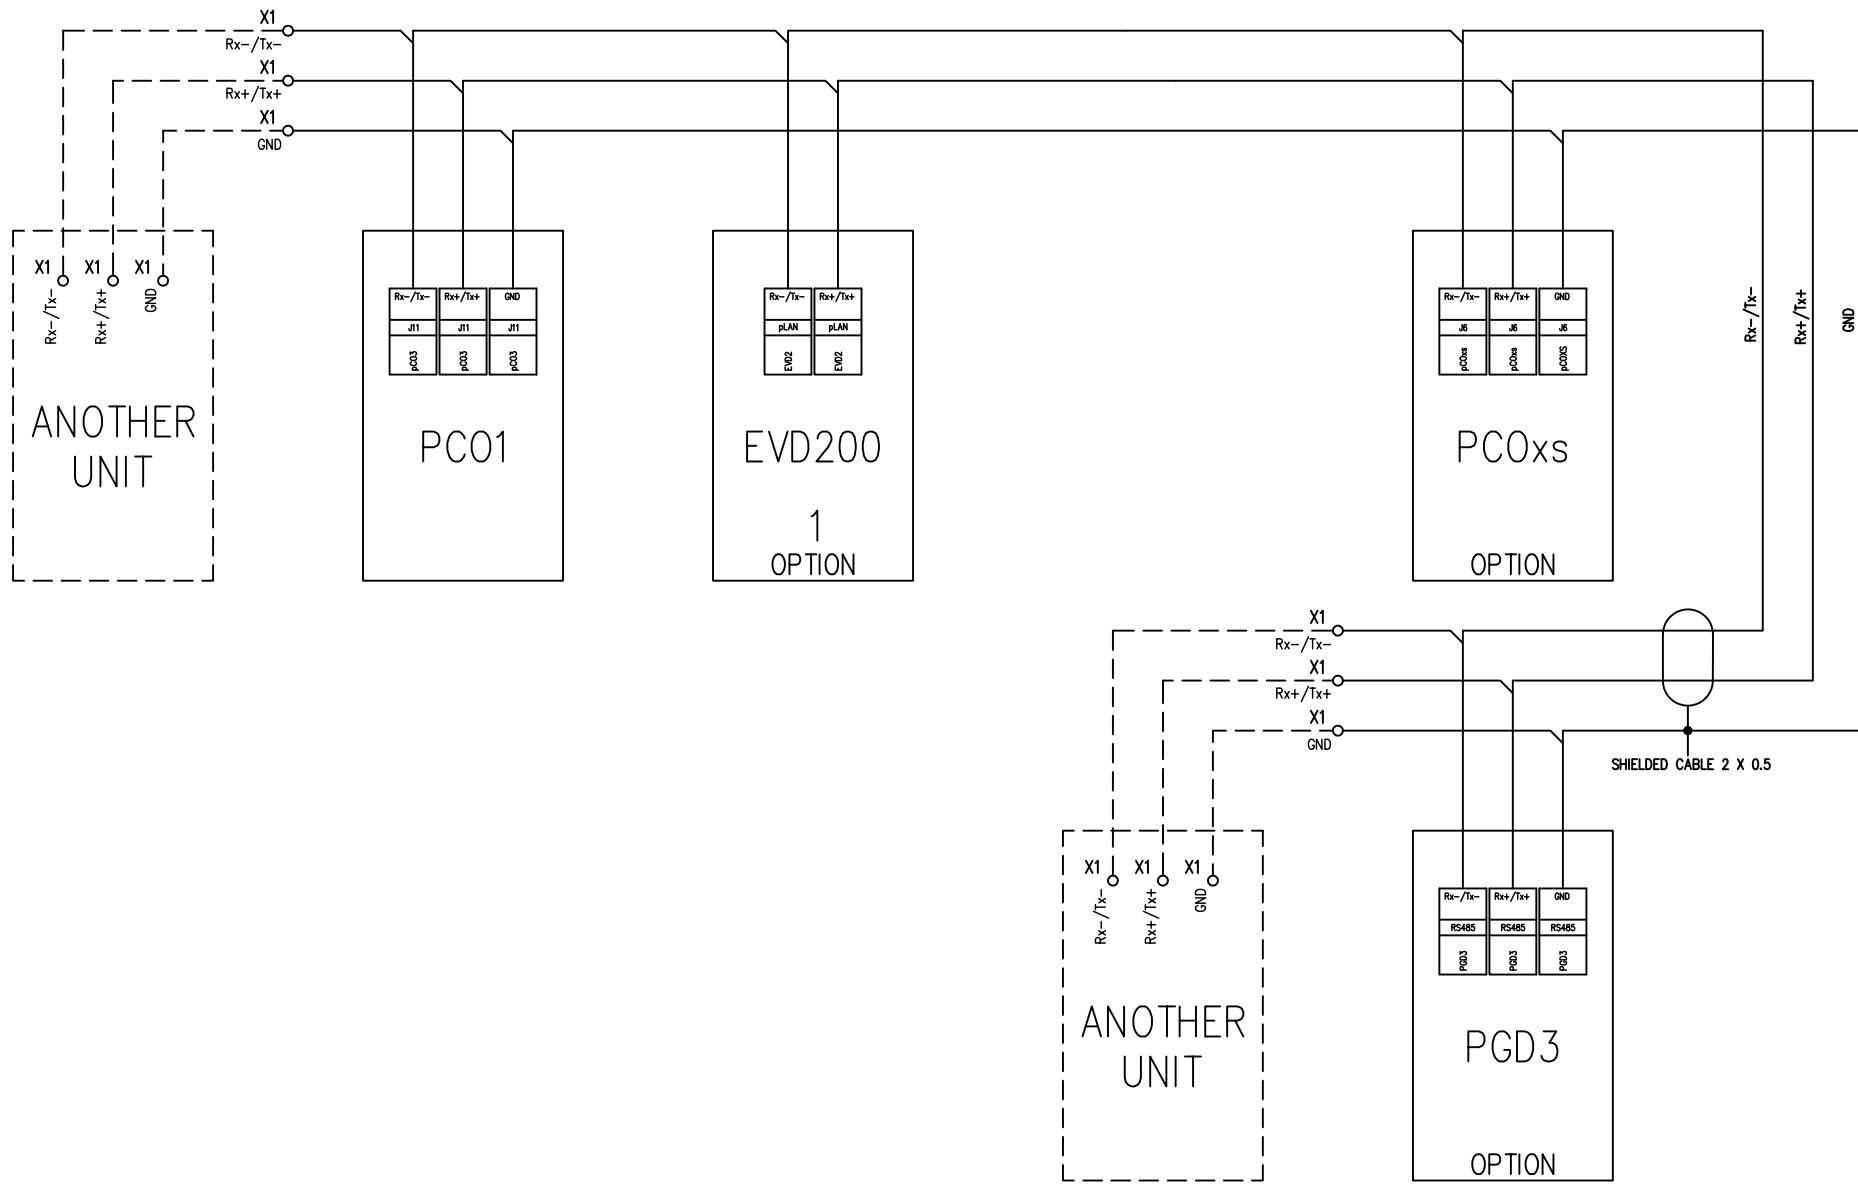 X1
Rx-/Tx-
X1
Rx+/Tx+
X1
GND
X1 X1 X1
Rx-/Tx- Rx+/Tx+ GND
ANOTHER
UNIT
Rx-/Tx- Rx+/Tx+ GND
J11 J11 J11
pCO3 pCO3 pCO3
PCO1
Rx-/Tx- Rx+/Tx+
pLAN pLAN
EVD2 EVD2
EVD200
1
OPTION
Rx-/Tx- Rx+/Tx+ GND
J6 J6 J6
pCOxs pCOxs pCOXS
PCOxs
OPTION
Rx-/Tx-
Rx+/Tx+
GND
X1
Rx-/Tx-
X1
Rx+/Tx+
X1
GND
SHIELDED CABLE 2 X 0.5
X1 X1 X1
Rx-/Tx- Rx+/Tx+ GND
ANOTHER
UNIT
Rx-/Tx- Rx+/Tx+ GND
RS485 RS485 RS485
PGD3 PGD3 PGD3
PGD3
OPTION